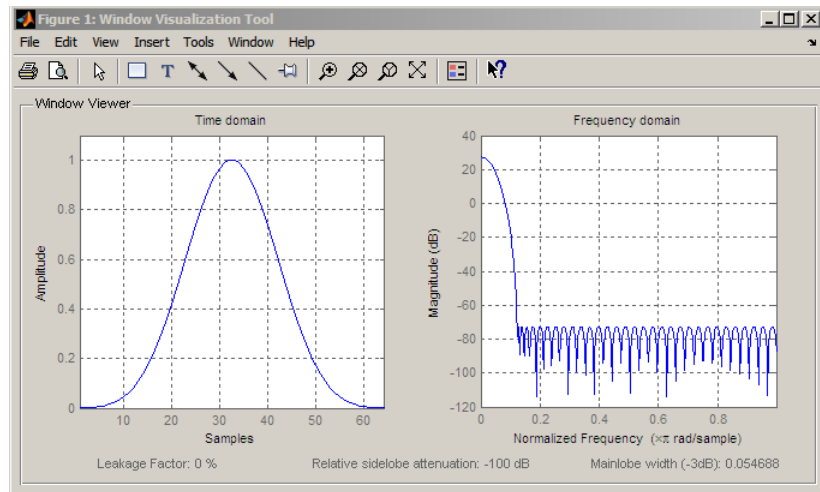 Figure 1: Window Visualization Tool
File Edit View Insert Tools Window Help
T
Window Viewer
Time domain
1
0.8
0.6
0.4
0.2
0
10 20 30 40 50 60
Amplitude
Samples
Frequency domain
40
20
0
-20
-40
-60
-80
-100
-120
0 0.2 0.4 0.6 0.8
Magnitude (dB)
Normalized Frequency (×π rad/sample)
Leakage Factor: 0 % Relative sidelobe attenuation: -100 dB Mainlobe width (-3dB): 0.054688